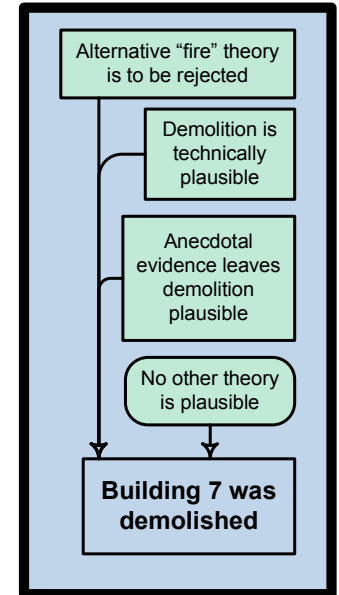 Alternative “fire” theory
is to be rejected
Demolition is
technically
plausible
Anecdotal
evidence leaves
demolition
plausible
No other theory
is plausible
Building 7 was
demolished